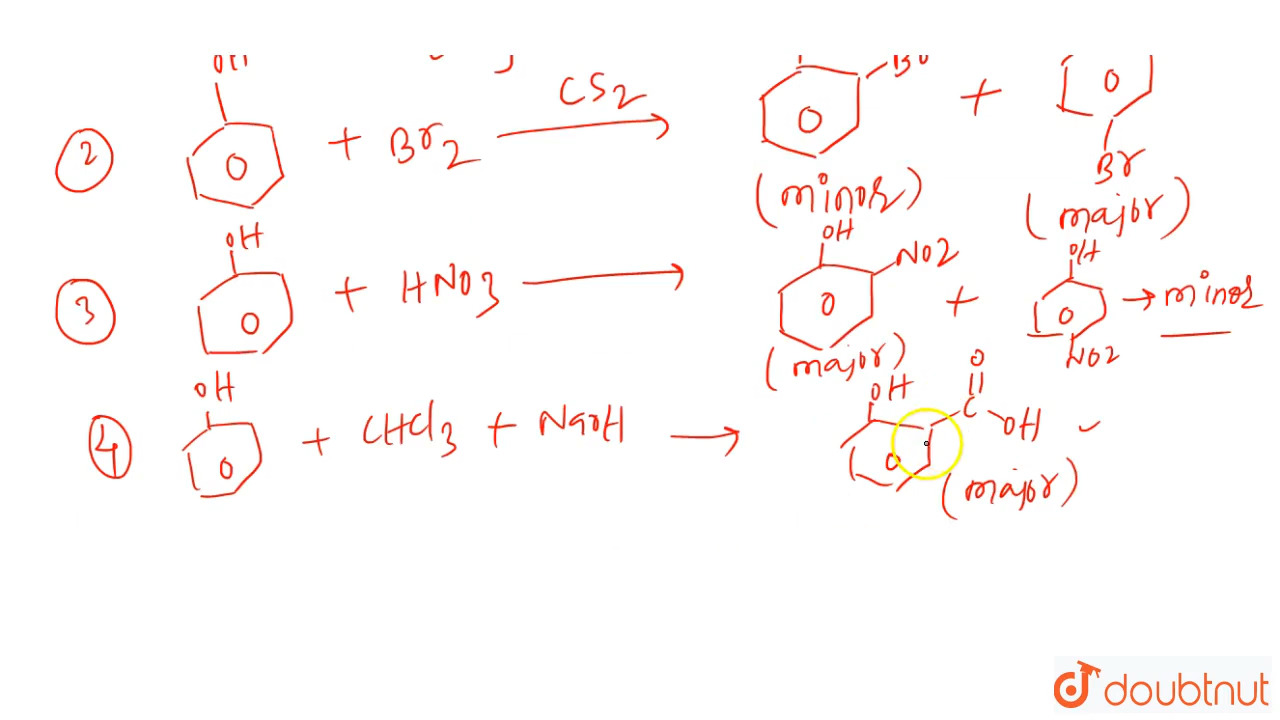 OH
② + Br2 CS2 → Br + Br
(minor) (major)
③ OH + HNO3 → OH NO2 + OH NO2 → minor
(major)
④ OH + CHCl3 + NaOH → OH O C OH
(major)
doubtnut